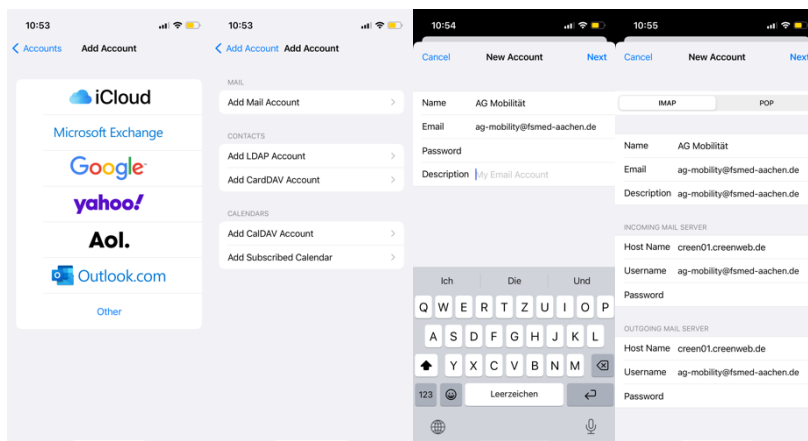 10:53
Accounts Add Account
iCloud
Microsoft Exchange
Google
yahoo!
Aol.
Outlook.com
Other
10:53
Add Account Add Account
MAIL
Add Mail Account
CONTACTS
Add LDAP Account
Add CardDAV Account
CALENDARS
Add CalDAV Account
Add Subscribed Calendar
10:54
Cancel New Account Next
Name AG Mobilität
Email ag-mobility@fsmed-aachen.de
Password
Description My Email Account
Ich Die Und
Q W E R T Z U I O P
A S D F G H J K L
Y X C V B N M
123 Leerzeichen
10:55
Cancel New Account Next
IMAP POP
Name AG Mobilität
Email ag-mobility@fsmed-aachen.de
Description ag-mobility@fsmed-aachen.de
INCOMING MAIL SERVER
Host Name creen01.creenweb.de
Username ag-mobility@fsmed-aachen.de
Password
OUTGOING MAIL SERVER
Host Name creen01.creenweb.de
Username ag-mobility@fsmed-aachen.de
Password